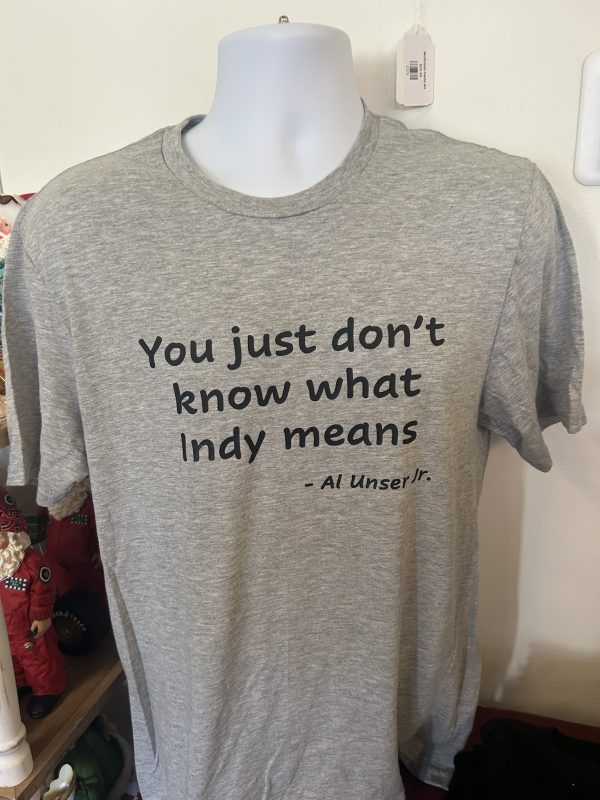 You just don't
know what
Indy means
- Al Unser Jr.